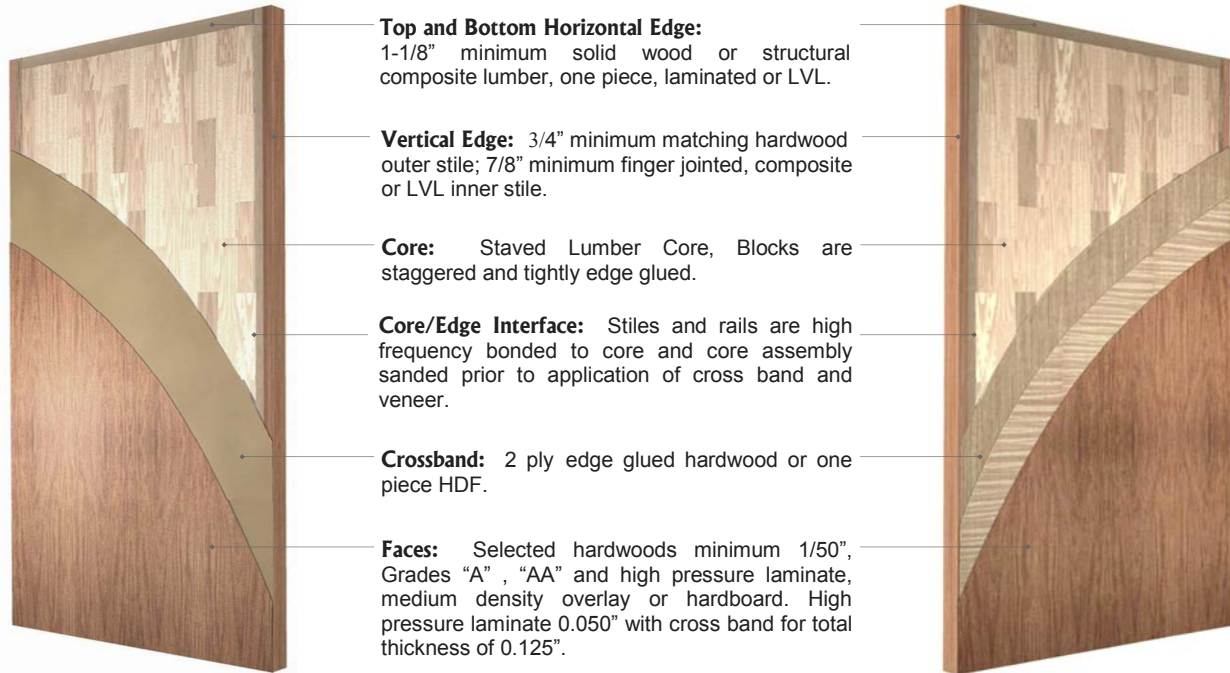 Top and Bottom Horizontal Edge:
1-1/8” minimum solid wood or structural
composite lumber, one piece, laminated or LVL.
Vertical Edge: 3/4” minimum matching hardwood
outer stile; 7/8” minimum finger jointed, composite
or LVL inner stile.
Core: Staved Lumber Core, Blocks are
staggered and tightly edge glued.
Core/Edge Interface: Stiles and rails are high
frequency bonded to core and core assembly
sanded prior to application of cross band and
veneer.
Crossband: 2 ply edge glued hardwood or one
piece HDF.
Faces: Selected hardwoods minimum 1/50”,
Grades “A” , “AA” and high pressure laminate,
medium density overlay or hardboard. High
pressure laminate 0.050” with cross band for total
thickness of 0.125”.